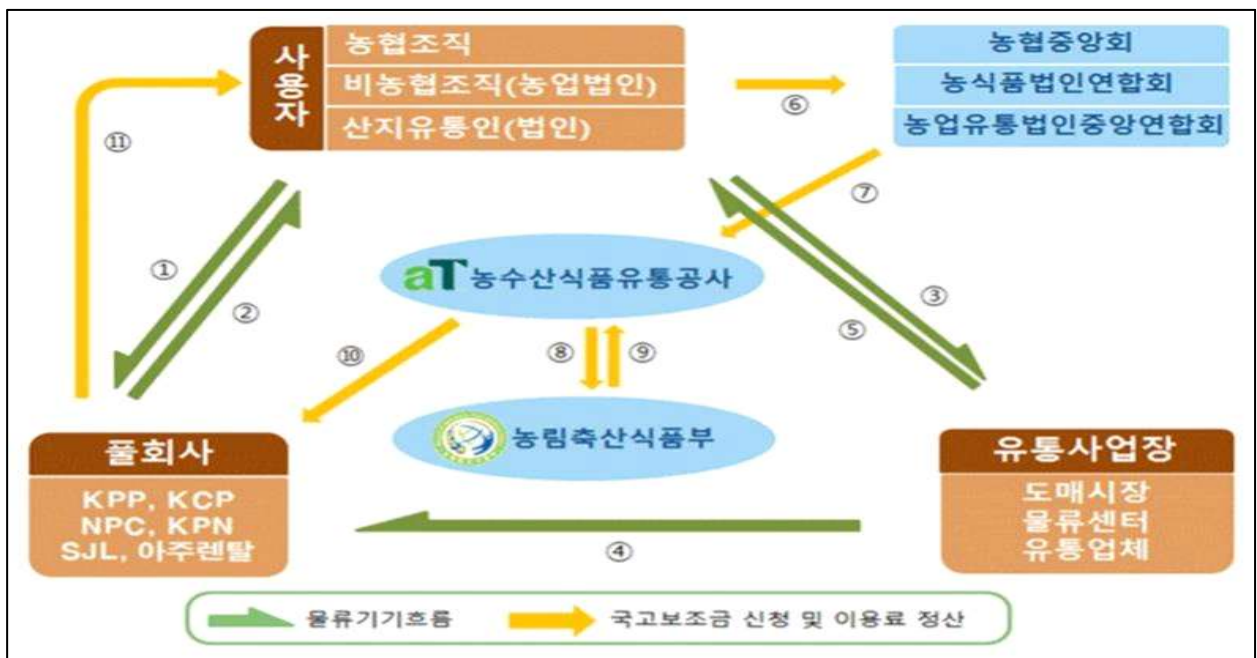 사용자
농협조직
비농협조직(농업법인)
산지유통인(법인)
농협중앙회
농식품법인연합회
농업유통법인중앙연합회
⑥
⑪
⑦
①
②
aT 농수산식품유통공사
③
⑤
⑩
⑧
⑨
농림축산식품부
풀회사
KPP, KCP
NPC, KPN
SJL, 아주렌탈
유통사업장
도매시장
물류센터
유통업체
④
물류기기흐름
국고보조금 신청 및 이용료 정산